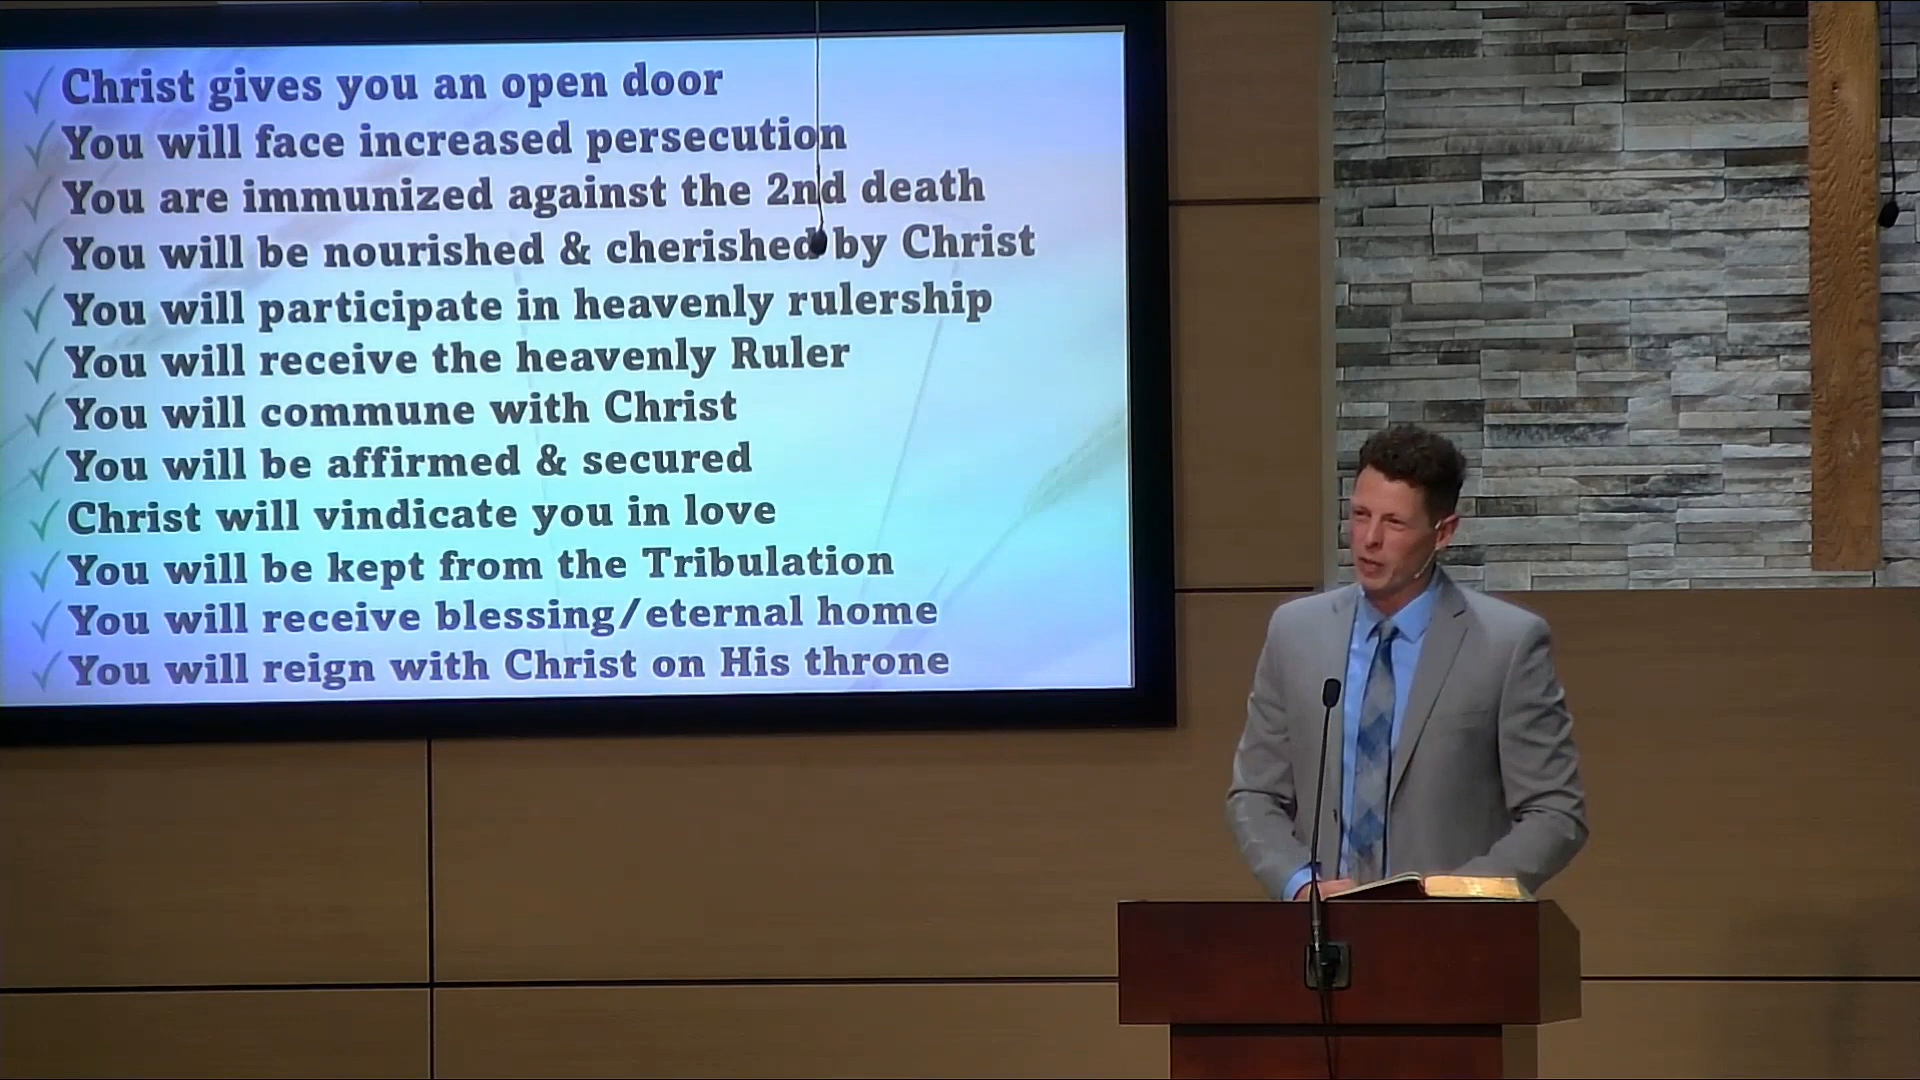 ✓ Christ gives you an open door
✓ You will face increased persecution
✓ You are immunized against the 2nd death
✓ You will be nourished & cherished by Christ
✓ You will participate in heavenly rulership
✓ You will receive the heavenly Ruler
✓ You will commune with Christ
✓ You will be affirmed & secured
✓ Christ will vindicate you in love
✓ You will be kept from the Tribulation
✓ You will receive blessing/eternal home
✓ You will reign with Christ on His throne